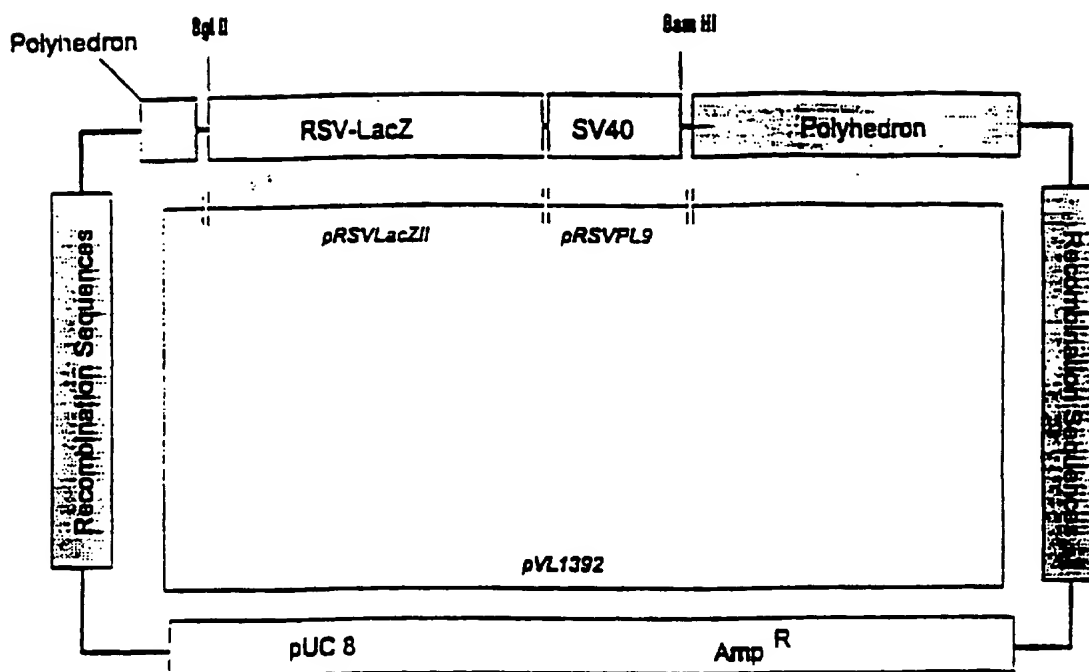 Bgl II
Bam HI
Polyhedron
RSV-LacZ
SV40
Polyhedron
pRSVLacZII
pRSVPL9
Recombination Sequences
Recombination Sequences
pVL1392
pUC 8
Amp R